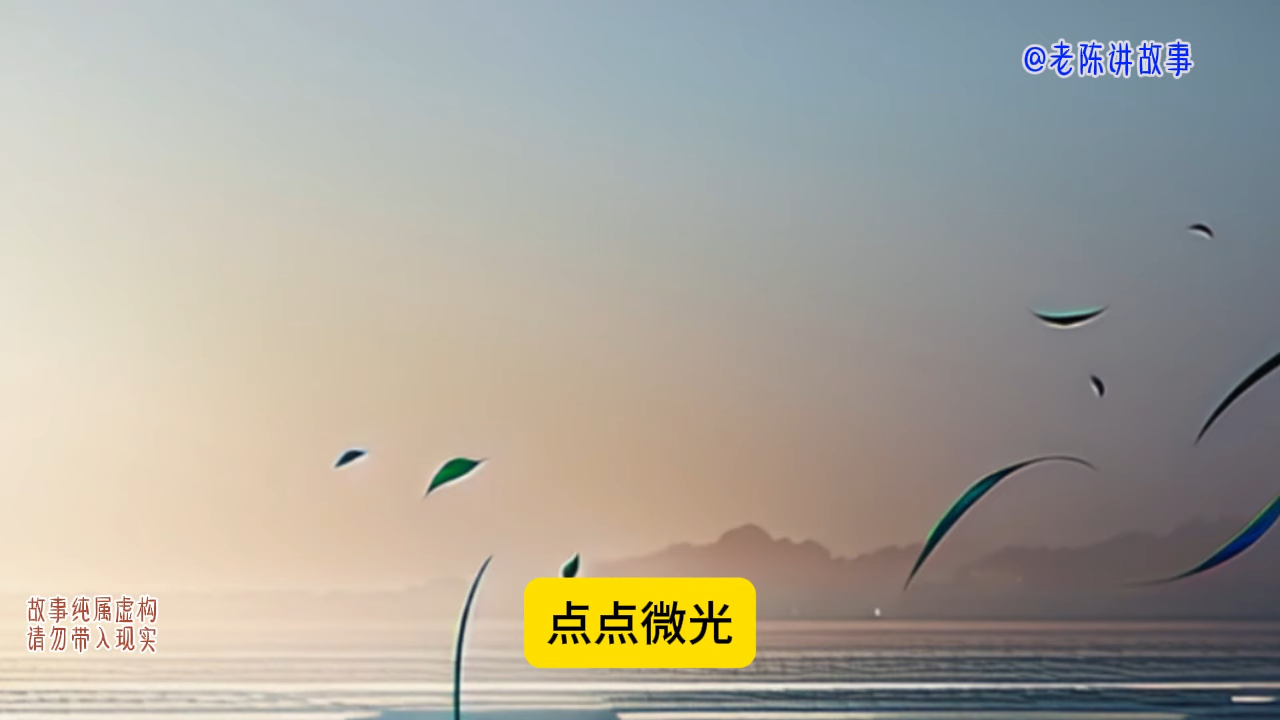 @老陈讲故事
故事纯属虚构
请勿带入现实
点点微光